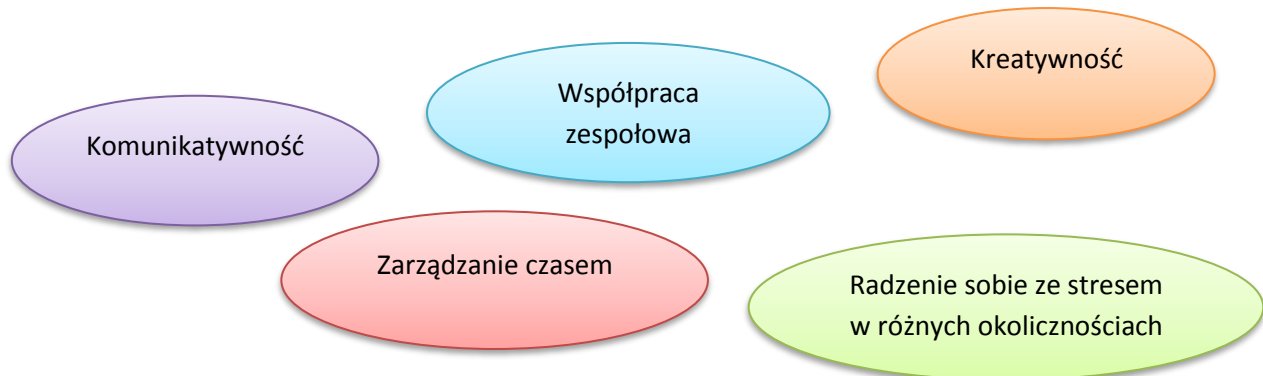 Kreatywność
Współpraca
zespołowa
Komunikatywność
Zarządzanie czasem
Radzenie sobie ze stresem
w różnych okolicznościach